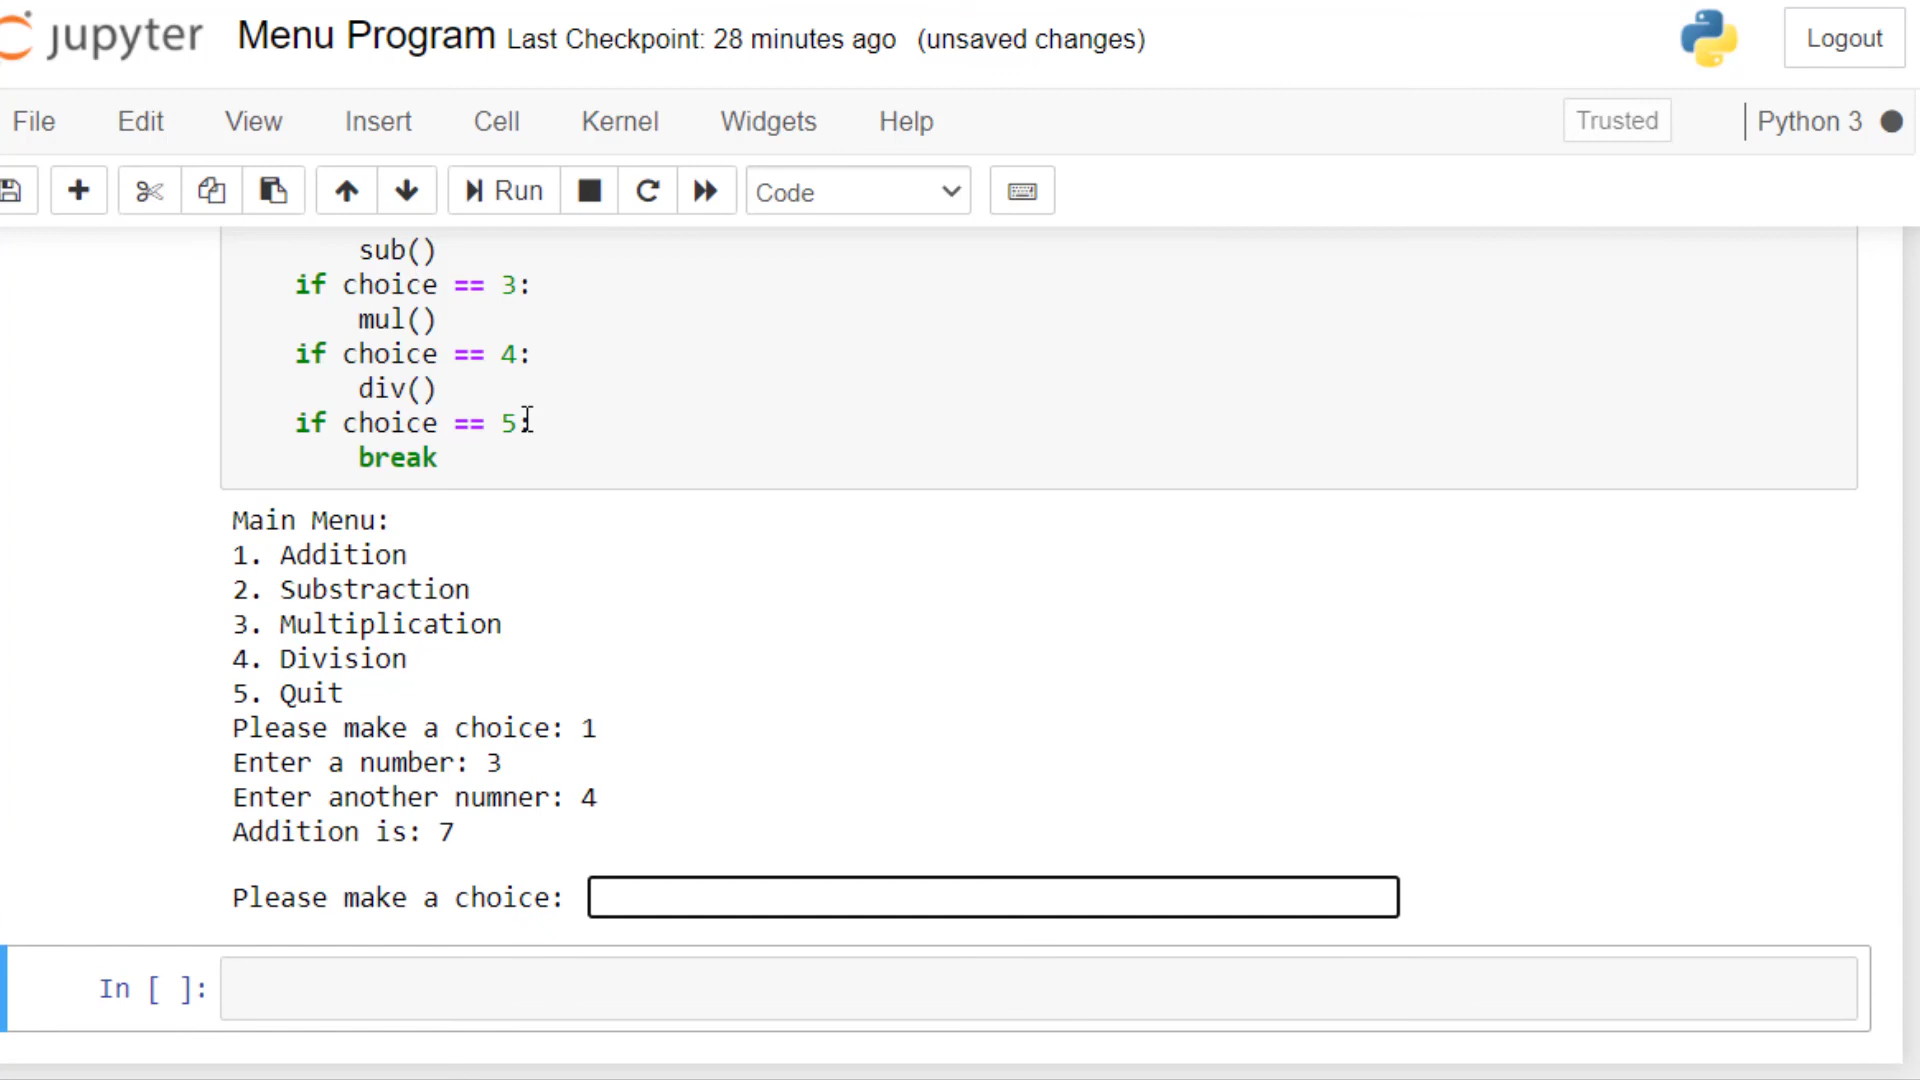 jupyter Menu Program Last Checkpoint: 28 minutes ago (unsaved changes) Logout
File Edit View Insert Cell Kernel Widgets Help Trusted Python 3
Run Code
sub()
if choice == 3:
mul()
if choice == 4:
div()
if choice == 5:
break
Main Menu:
1. Addition
2. Substraction
3. Multiplication
4. Division
5. Quit
Please make a choice: 1
Enter a number: 3
Enter another numner: 4
Addition is: 7
Please make a choice:
In [ ]: